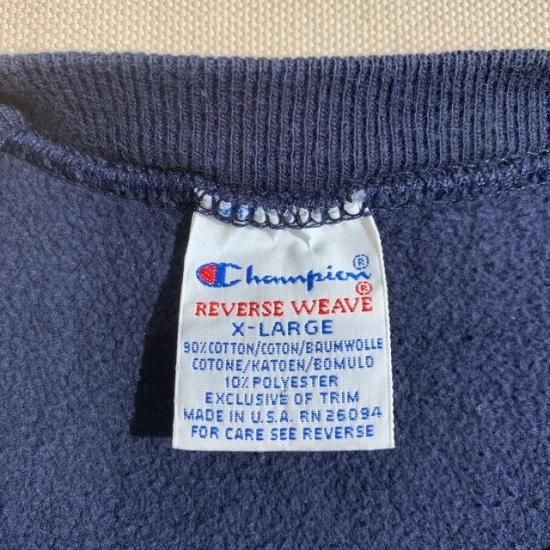 Champion®
REVERSE WEAVE®
X-LARGE
90% COTTON/COTON/BAUMWOLLE
COTONE/KATOEN/BOMULD
10% POLYESTER
EXCLUSIVE OF TRIM
MADE IN U.S.A. RN 26094
FOR CARE SEE REVERSE